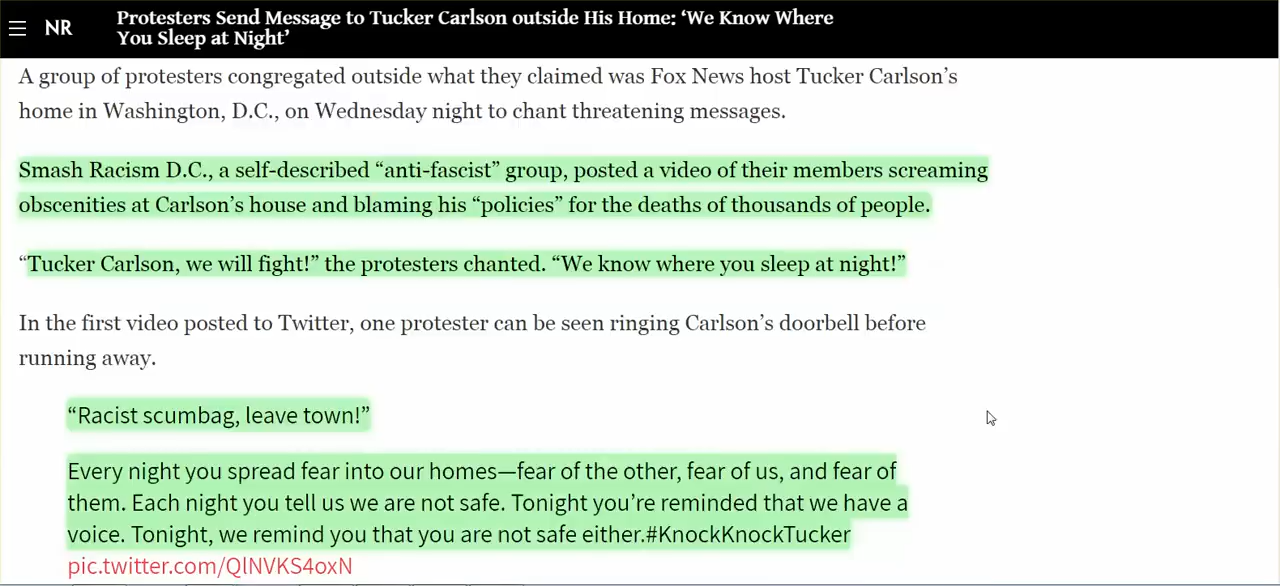 NR
Protesters Send Message to Tucker Carlson outside His Home: ‘We Know Where
You Sleep at Night’
A group of protesters congregated outside what they claimed was Fox News host Tucker Carlson’s
home in Washington, D.C., on Wednesday night to chant threatening messages.
Smash Racism D.C., a self-described “anti-fascist” group, posted a video of their members screaming
obscenities at Carlson’s house and blaming his “policies” for the deaths of thousands of people.
“Tucker Carlson, we will fight!” the protesters chanted. “We know where you sleep at night!”
In the first video posted to Twitter, one protester can be seen ringing Carlson’s doorbell before
running away.
“Racist scumbag, leave town!”
Every night you spread fear into our homes—fear of the other, fear of us, and fear of
them. Each night you tell us we are not safe. Tonight you’re reminded that we have a
voice. Tonight, we remind you that you are not safe either.#KnockKnockTucker
pic.twitter.com/QlNVKS4oxN